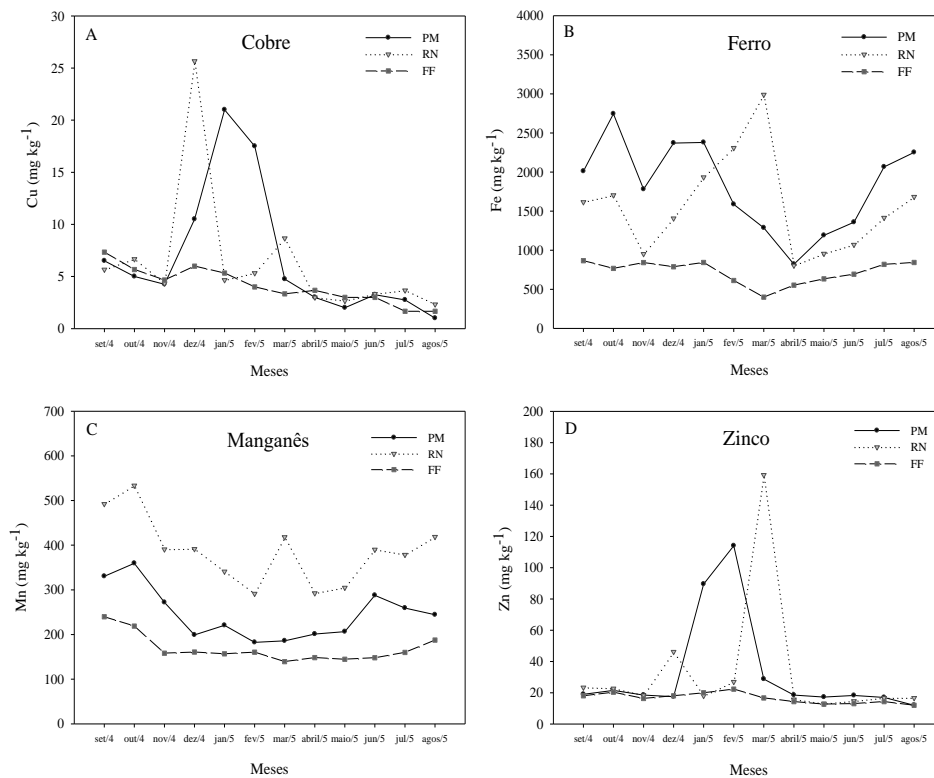 A
Cobre
PM
RN
FF
Cu (mg kg-1)
30
25
20
15
10
5
0
set/4 out/4 nov/4 dez/4 jan/5 fev/5 mar/5 abril/5 maio/5 jun/5 jul/5 agos/5
Meses
B
Ferro
PM
RN
FF
Fe (mg kg-1)
4000
3500
3000
2500
2000
1500
1000
500
0
set/4 out/4 nov/4 dez/4 jan/5 fev/5 mar/5 abril/5 maio/5 jun/5 jul/5 agos/5
Meses
C
Manganês
PM
RN
FF
Mn (mg kg-1)
700
600
500
400
300
200
100
0
set/4 out/4 nov/4 dez/4 jan/5 fev/5 mar/5 abril/5 maio/5 jun/5 jul/5 agos/5
Meses
D
Zinco
PM
RN
FF
Zn (mg kg-1)
200
180
160
140
120
100
80
60
40
20
0
set/4 out/4 nov/4 dez/4 jan/5 fev/5 mar/5 abril/5 maio/5 jun/5 jul/5 agos/5
Meses